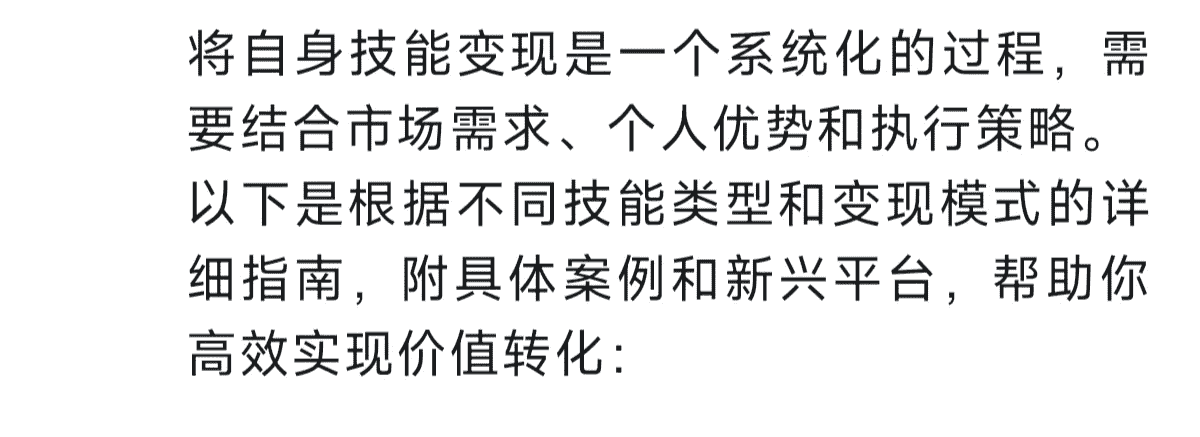 将自身技能变现是一个系统化的过程，需
要结合市场需求、个人优势和执行策略。
以下是根据不同技能类型和变现模式的详
细指南，附具体案例和新兴平台，帮助你
高效实现价值转化：